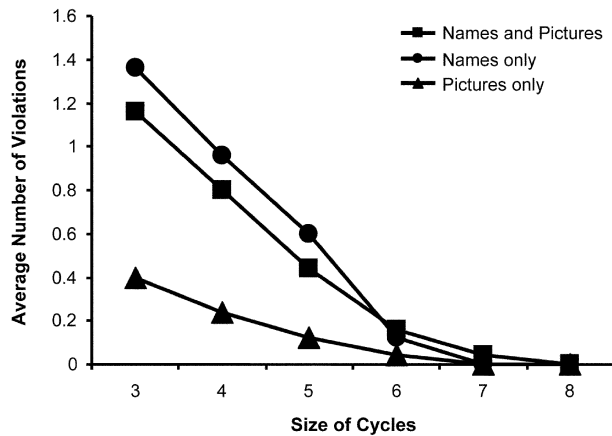 1.6
1.4
1.2
1
0.8
0.6
0.4
0.2
0
Average Number of Violations
Names and Pictures
Names only
Pictures only
3 4 5 6 7 8
Size of Cycles